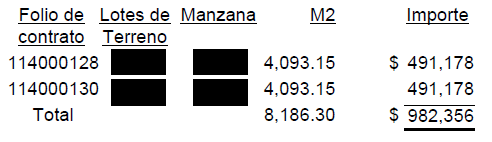 Folio de contrato Lotes de Terreno Manzana M2 Importe
114000128 4,093.15 $ 491,178
114000130 4,093.15 491,178
Total 8,186.30 $ 982,356